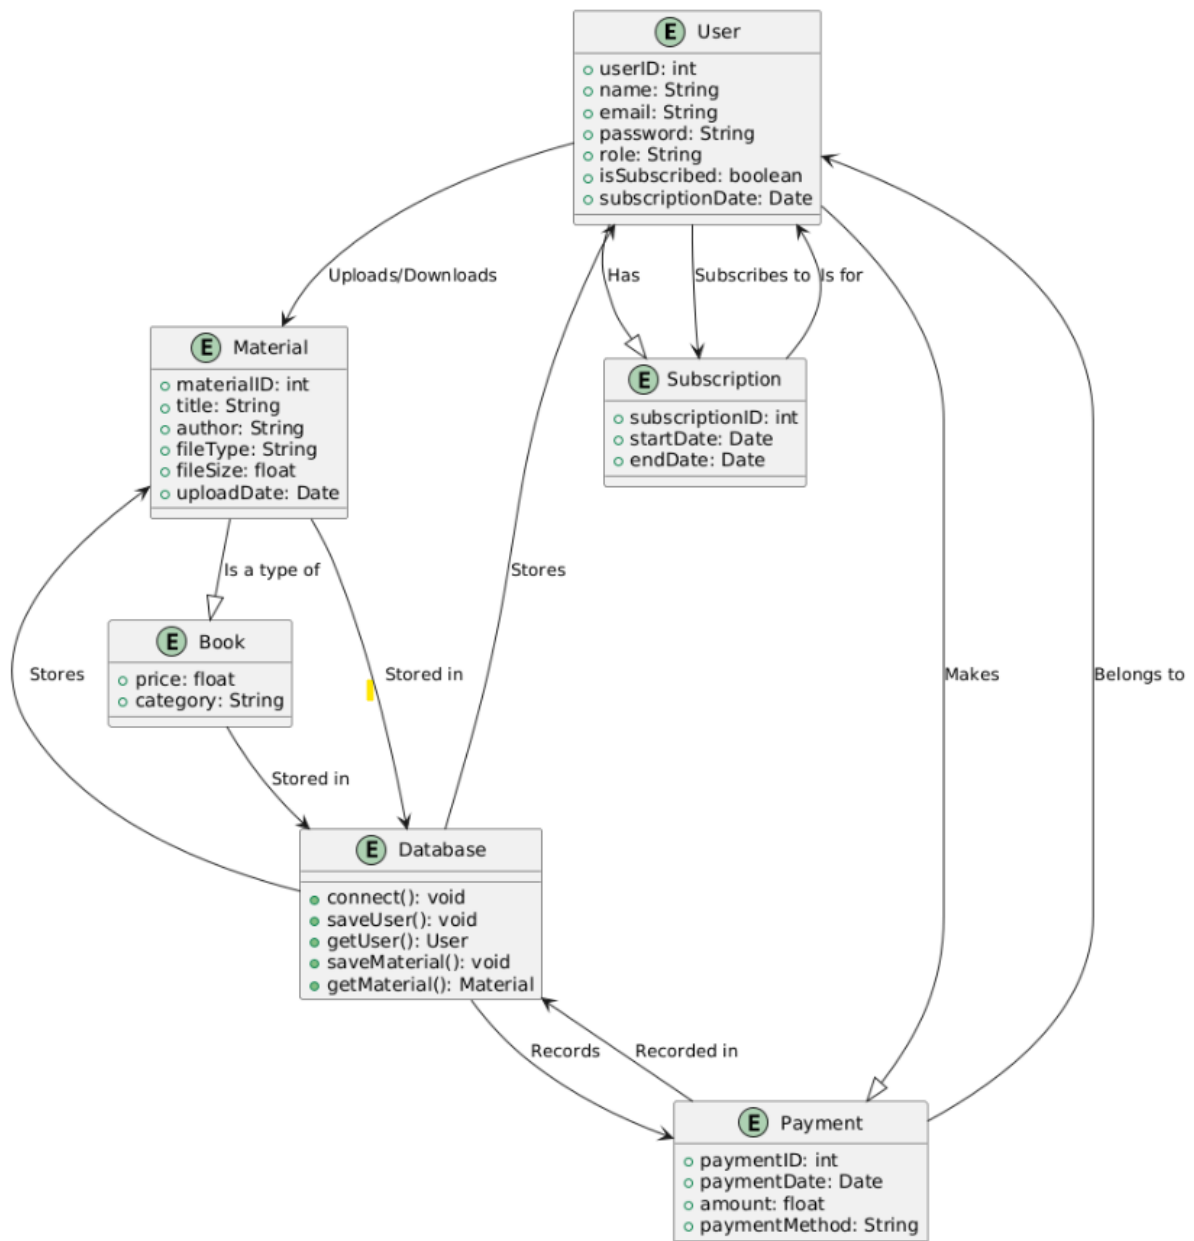 E User
userID: int
name: String
email: String
password: String
role: String
isSubscribed: boolean
subscriptionDate: Date
Uploads/Downloads
Has
Subscribes to
Is for
E Material
materialID: int
title: String
author: String
fileType: String
fileSize: float
uploadDate: Date
E Subscription
subscriptionID: int
startDate: Date
endDate: Date
Is a type of
Stores
E Book
price: float
category: String
Stores
Stored in
Makes
Belongs to
Stored in
E Database
connect(): void
saveUser(): void
getUser(): User
saveMaterial(): void
getMaterial(): Material
Records
Recorded in
E Payment
paymentID: int
paymentDate: Date
amount: float
paymentMethod: String